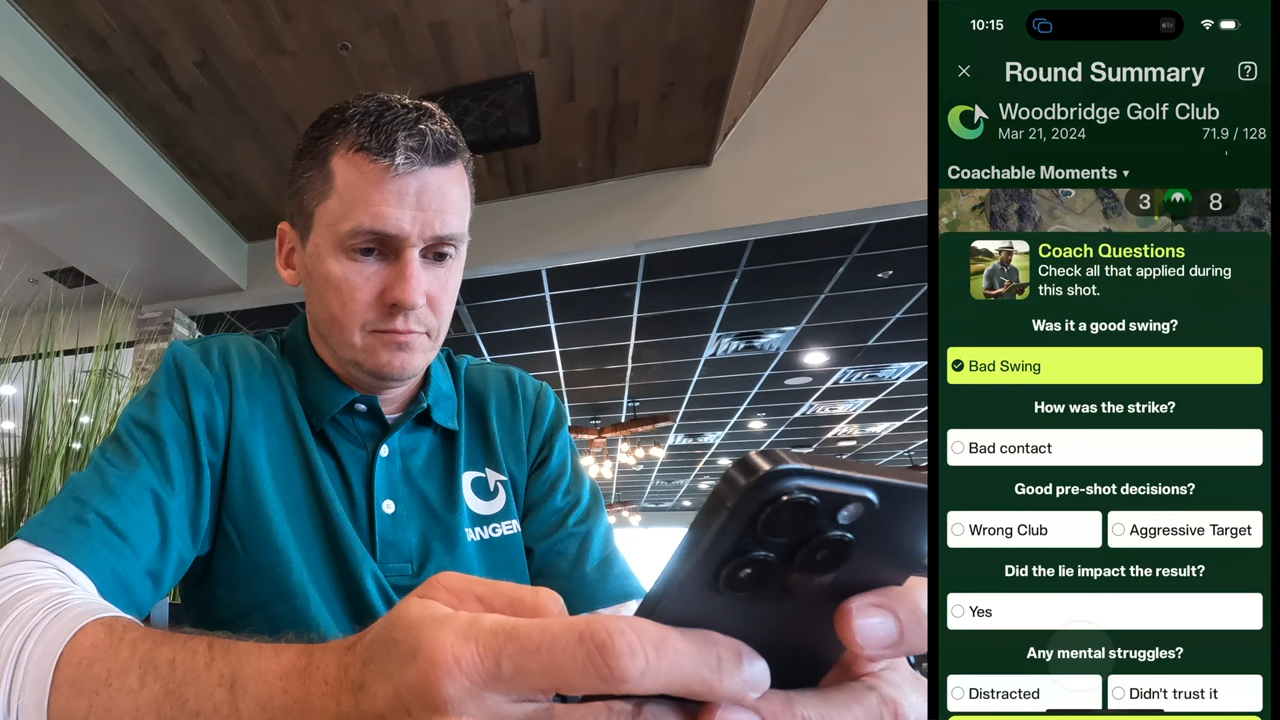 TANGEN
10:15
Round Summary
Woodbridge Golf Club
Mar 21, 2024
71.9 / 128
Coachable Moments
3
8
Coach Questions
Check all that applied during
this shot.
Was it a good swing?
Bad Swing
How was the strike?
Bad contact
Good pre-shot decisions?
Wrong Club
Aggressive Target
Did the lie impact the result?
Yes
Any mental struggles?
Distracted
Didn't trust it